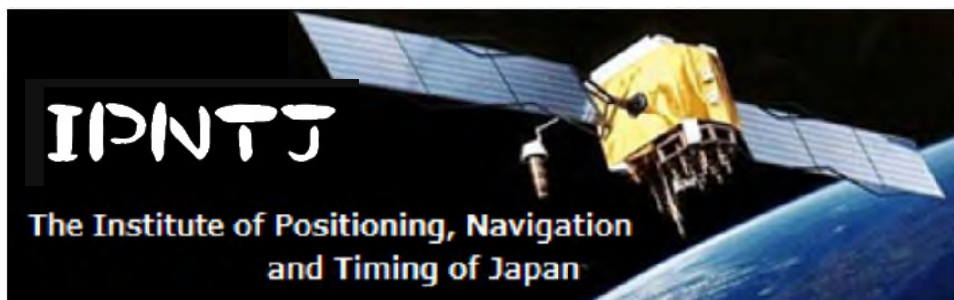 IPNTJ
The Institute of Positioning, Navigation
and Timing of Japan